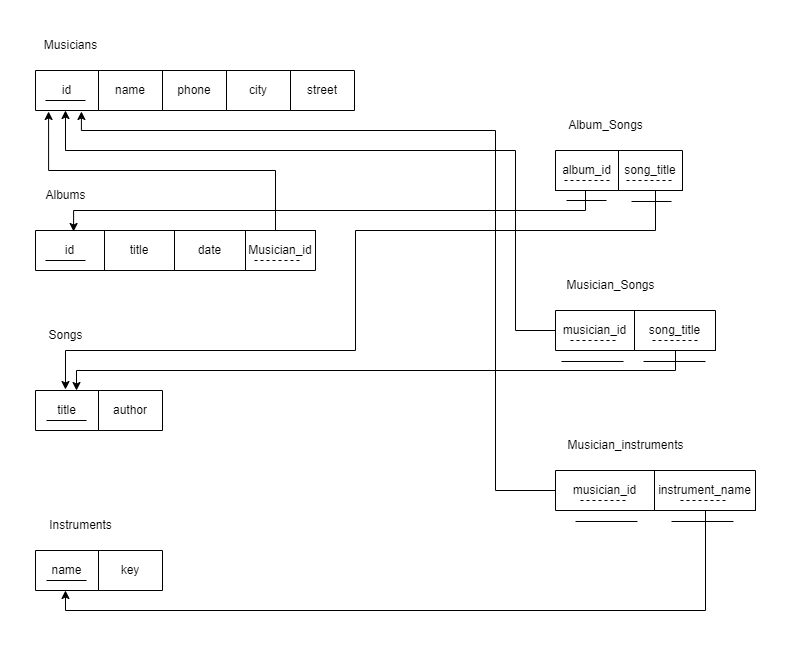 Musicians
id name phone city street
Album_Songs
album_id song_title
Albums
id title date Musician_id
Musician_Songs
musician_id song_title
Songs
title author
Musician_instruments
musician_id instrument_name
Instruments
name key